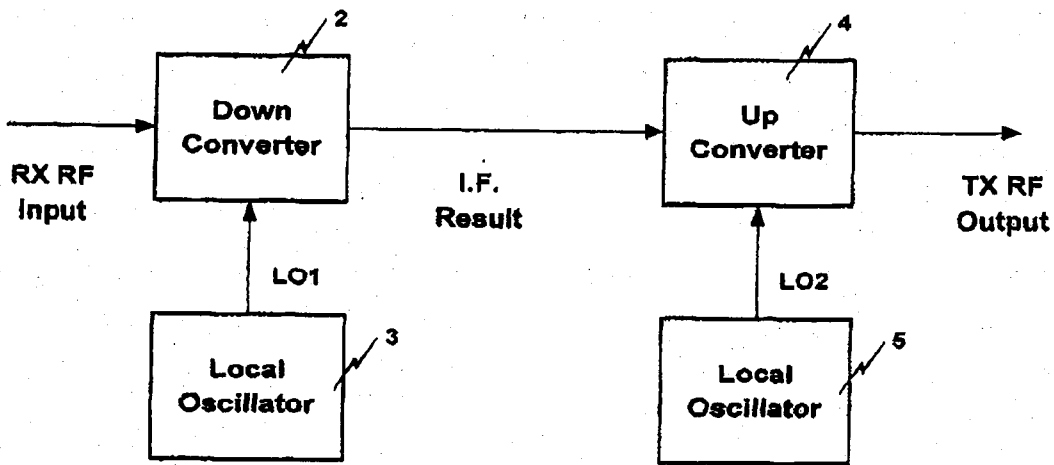 2
4
Down
Converter
Up
Converter
RX RF
Input
I.F.
Result
TX RF
Output
LO1
LO2
3
5
Local
Oscillator
Local
Oscillator